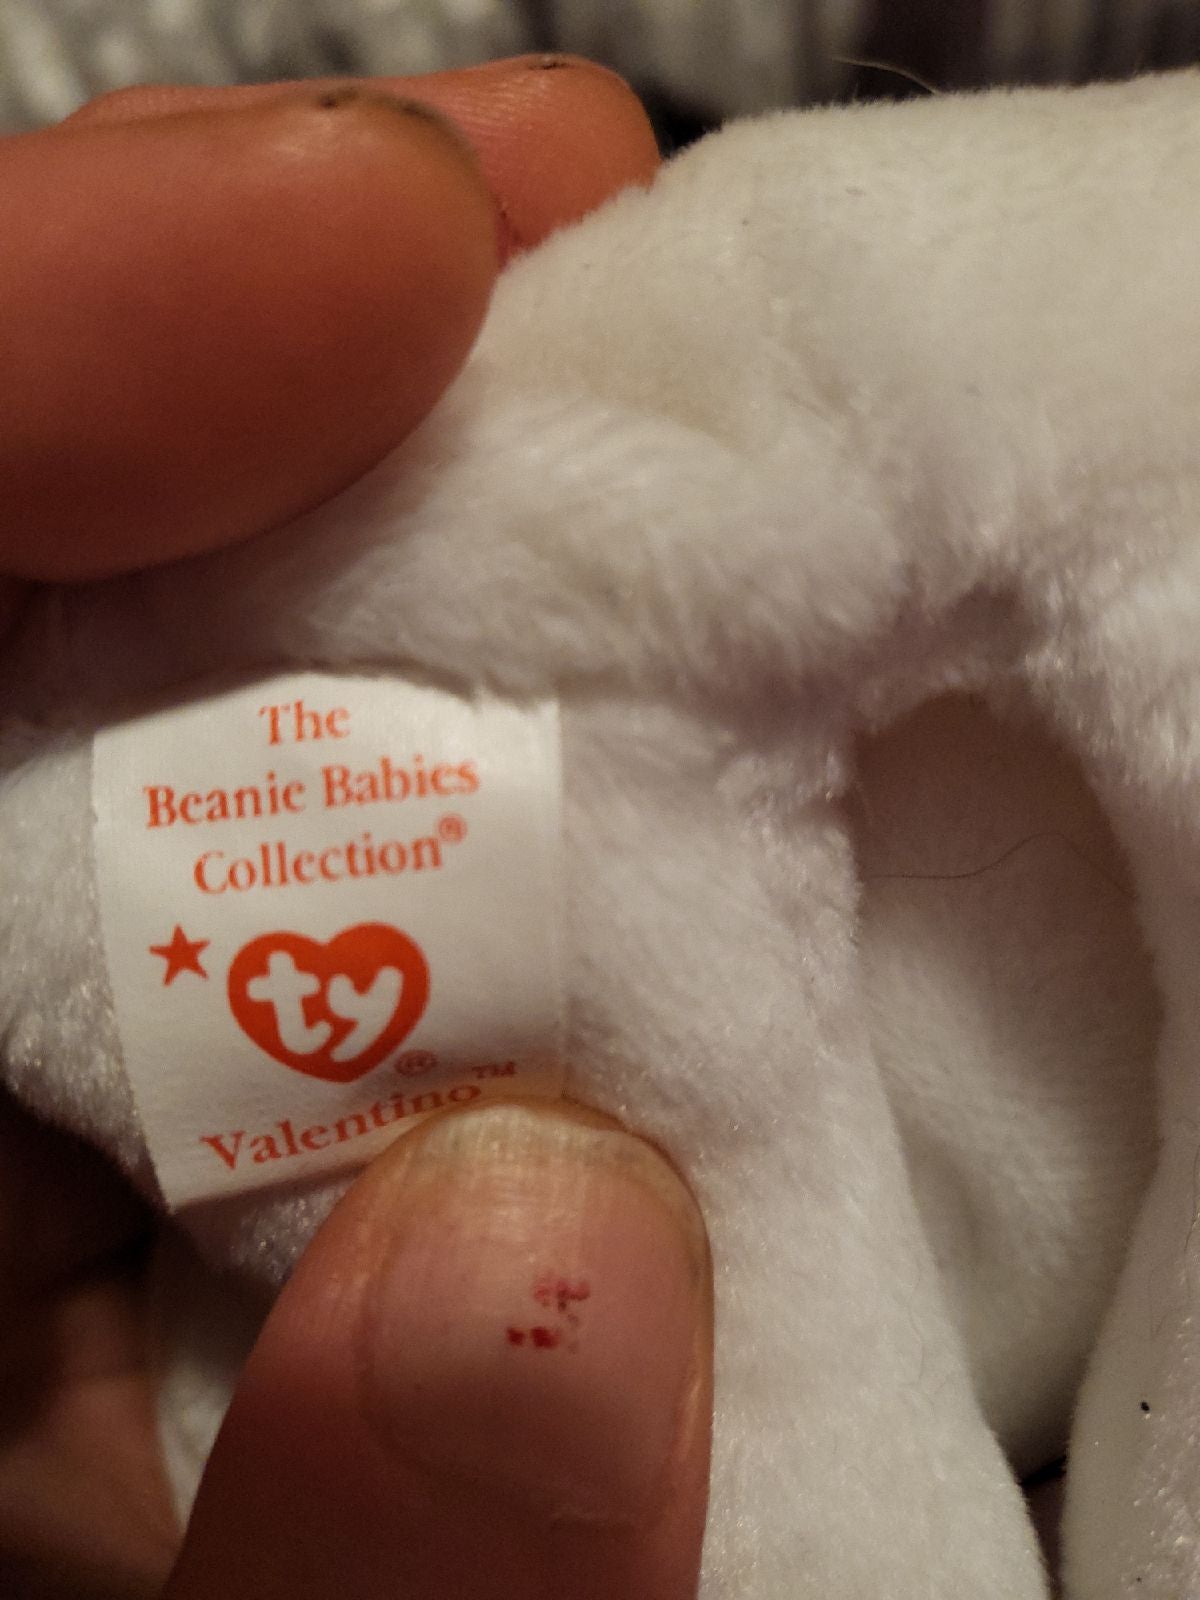 The
Beanie Babies
Collection®
ty®
Valentino™